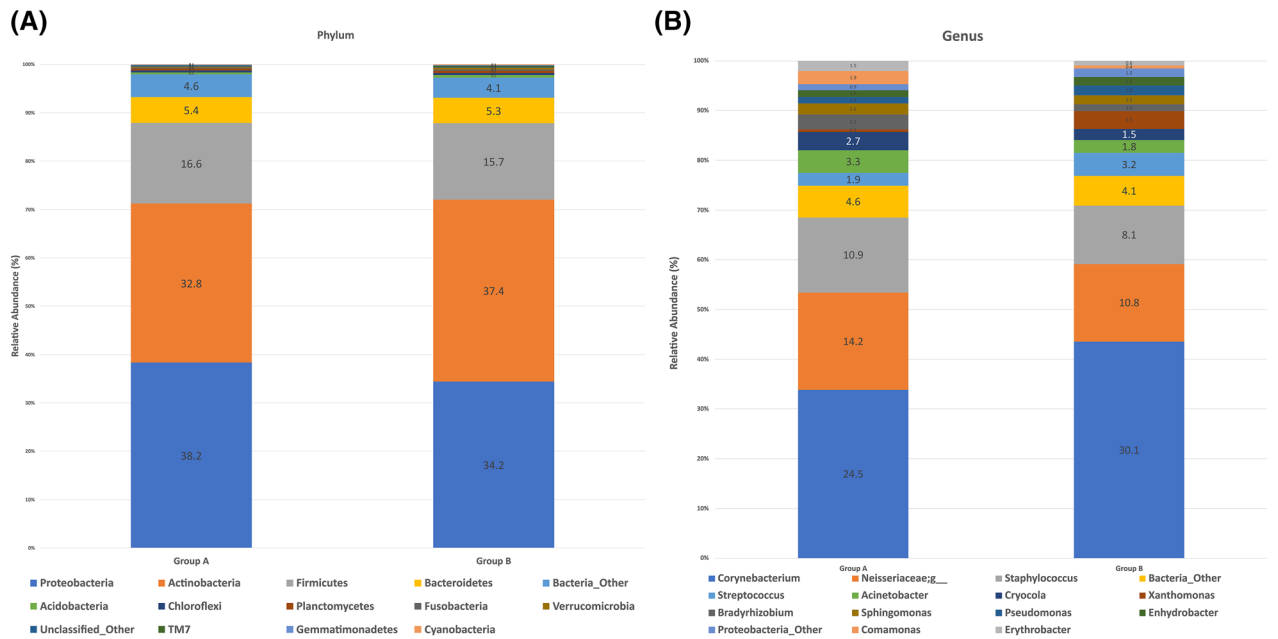 (A)
Phylum
Relative Abundance (%)
100%
90%
80%
70%
60%
50%
40%
30%
20%
10%
0%
4.6
5.4
16.6
32.8
38.2
Group A
4.1
5.3
15.7
37.4
34.2
Group B
Proteobacteria Actinobacteria Firmicutes Bacteroidetes Bacteria_Other
Acidobacteria Chloroflexi Planctomycetes Fusobacteria Verrucomicrobia
Unclassified_Other TM7 Gemmatimonadetes Cyanobacteria
(B)
Genus
Relative Abundance (%)
100%
90%
80%
70%
60%
50%
40%
30%
20%
10%
0%
1.5
1.8
2.7
3.3
1.9
4.6
10.9
14.2
24.5
Group A
1.5
1.8
3.2
4.1
8.1
10.8
30.1
Group B
Corynebacterium Neisseriaceae;g__ Staphylococcus Bacteria_Other
Streptococcus Acinetobacter Cryocola Xanthomonas
Bradyrhizobium Sphingomonas Pseudomonas Enhydrobacter
Proteobacteria_Other Comamonas Erythrobacter